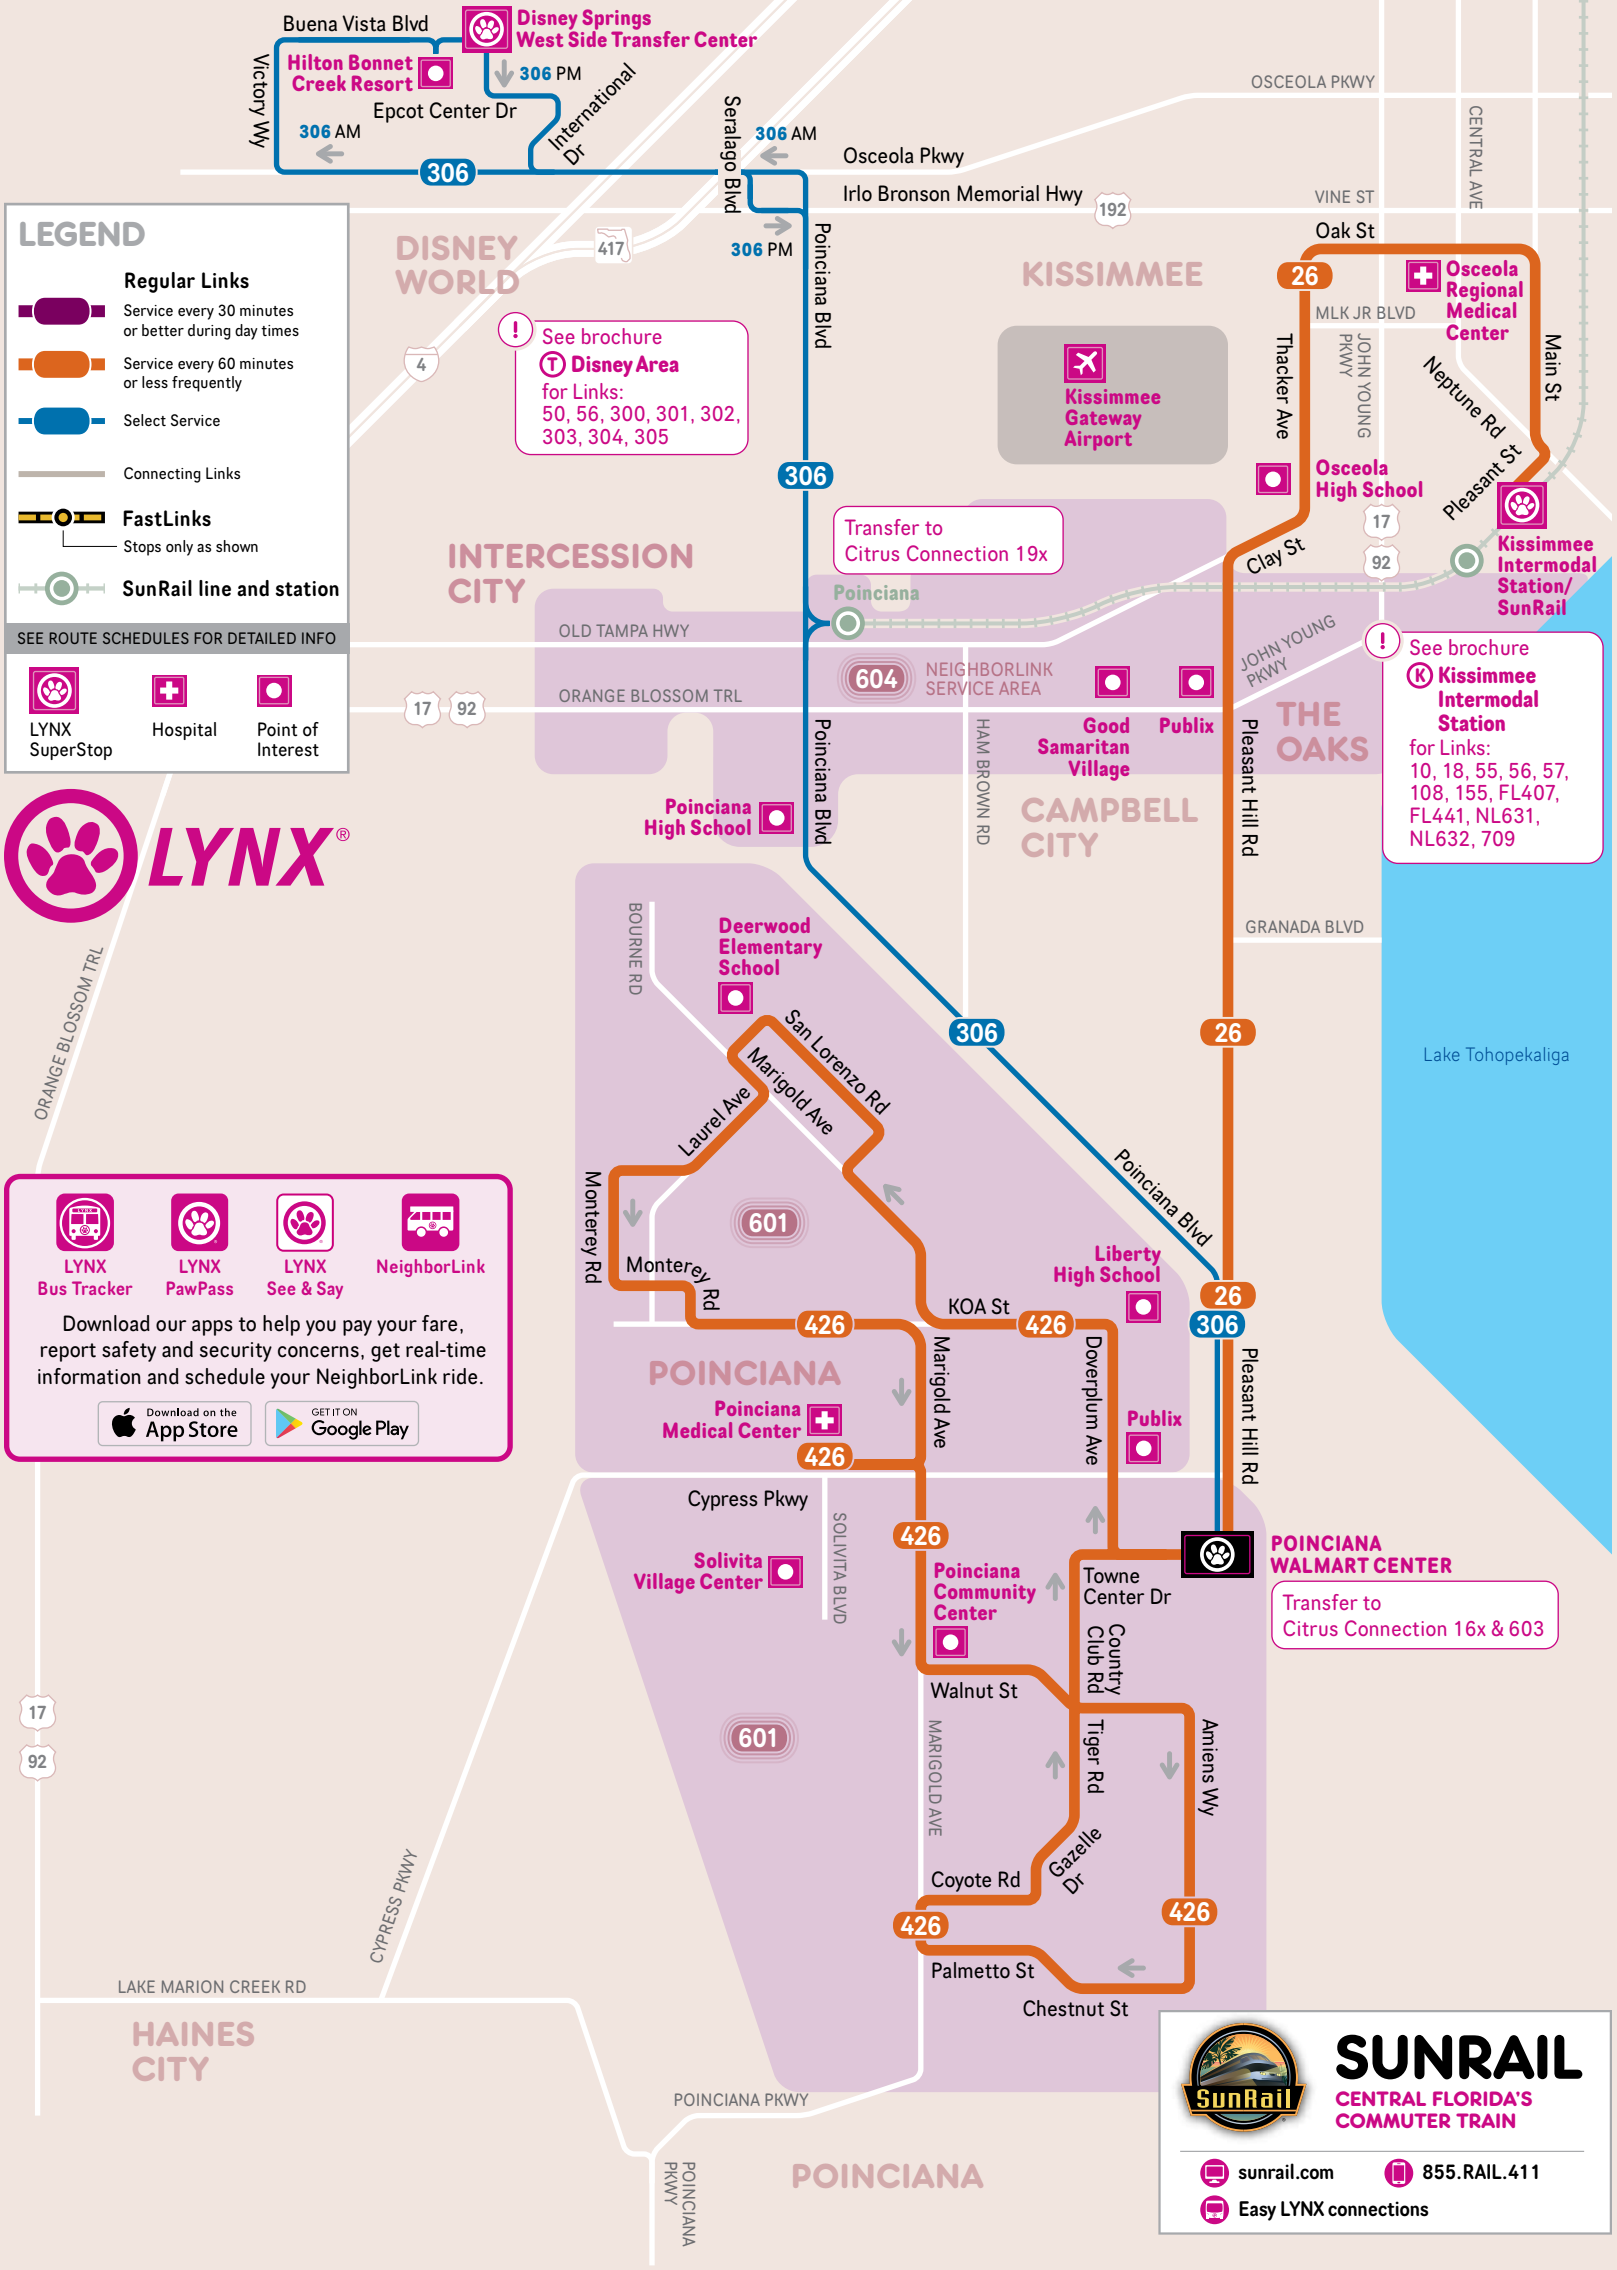 Buena Vista Blvd
Disney Springs
West Side Transfer Center
Hilton Bonnet
Creek Resort
306 PM
Victory Wy
Epcot Center Dr
International
Dr
306 AM
306
Seralago Blvd
306 AM
Osceola Pkwy
OSCEOLA PKWY
Irlo Bronson Memorial Hwy
192
306 PM
CENTRAL AVE
VINE ST
Oak St
LEGEND
Regular Links
Service every 30 minutes
or better during day times
Service every 60 minutes
or less frequently
Select Service
Connecting Links
FastLinks
Stops only as shown
SunRail line and station
SEE ROUTE SCHEDULES FOR DETAILED INFO
LYNX
SuperStop
Hospital
Point of
Interest
DISNEY
WORLD
417
4
Poinciana Blvd
KISSIMMEE
26
Osceola
Regional
Medical
Center
MLK JR BLVD
JOHN YOUNG
PKWY
Thacker Ave
Main St
Neptune Rd
Pleasant St
! See brochure
T Disney Area
for Links:
50, 56, 300, 301, 302,
303, 304, 305
Kissimmee
Gateway
Airport
306
Osceola
High School
17
92
Clay St
Kissimmee
Intermodal
Station/
SunRail
Transfer to
Citrus Connection 19x
INTERCESSION
CITY
Poinciana
OLD TAMPA HWY
604
NEIGHBORLINK
SERVICE AREA
JOHN YOUNG
PKWY
17
92
ORANGE BLOSSOM TRL
Good
Samaritan
Village
Publix
THE
OAKS
! See brochure
K Kissimmee
Intermodal
Station
for Links:
10, 18, 55, 56, 57,
108, 155, FL407,
FL441, NL631,
NL632, 709
Poinciana Blvd
HAM BROWN RD
Pleasant Hill Rd
Poinciana
High School
CAMPBELL
CITY
LYNX®
BOURNE RD
Deerwood
Elementary
School
GRANADA BLVD
ORANGE BLOSSOM TRL
San Lorenzo Rd
Marigold Ave
306
26
Lake Tohopekaliga
Laurel Ave
Monterey Rd
Poinciana Blvd
601
Monterey Rd
Liberty
High School
26
306
KOA St
426
426
LYNX
LYNX
Bus Tracker
LYNX
PawPass
LYNX
See & Say
NeighborLink
Download our apps to help you pay your fare,
report safety and security concerns, get real-time
information and schedule your NeighborLink ride.
Download on the
App Store
GET IT ON
Google Play
POINCIANA
Marigold Ave
Doverplum Ave
Pleasant Hill Rd
Poinciana
Medical Center
426
Publix
Cypress Pkwy
SOLIVITA BLVD
426
Solivita
Village Center
Poinciana
Community
Center
Towne
Center Dr
POINCIANA
WALMART CENTER
Transfer to
Citrus Connection 16x & 603
Country
Club Rd
Walnut St
17
92
601
MARIGOLD AVE
Tiger Rd
Amiens Wy
Gazelle
Dr
Coyote Rd
426
426
CYPRESS PKWY
Palmetto St
Chestnut St
LAKE MARION CREEK RD
HAINES
CITY
POINCIANA PKWY
POINCIANA
PKWY
POINCIANA
SunRail
SUNRAIL
CENTRAL FLORIDA'S
COMMUTER TRAIN
sunrail.com
855.RAIL.411
Easy LYNX connections